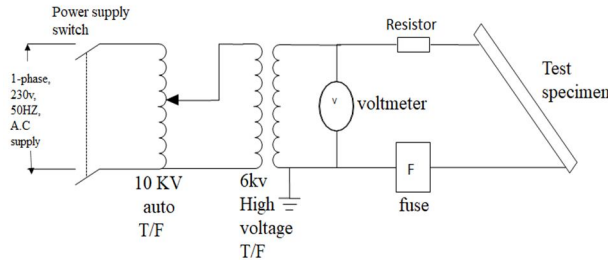 Power supply
switch
1-phase,
230v,
50HZ,
A.C
supply
10 KV
auto
T/F
6kv
High
voltage
T/F
V
voltmeter
Resistor
F
fuse
Test
specimen